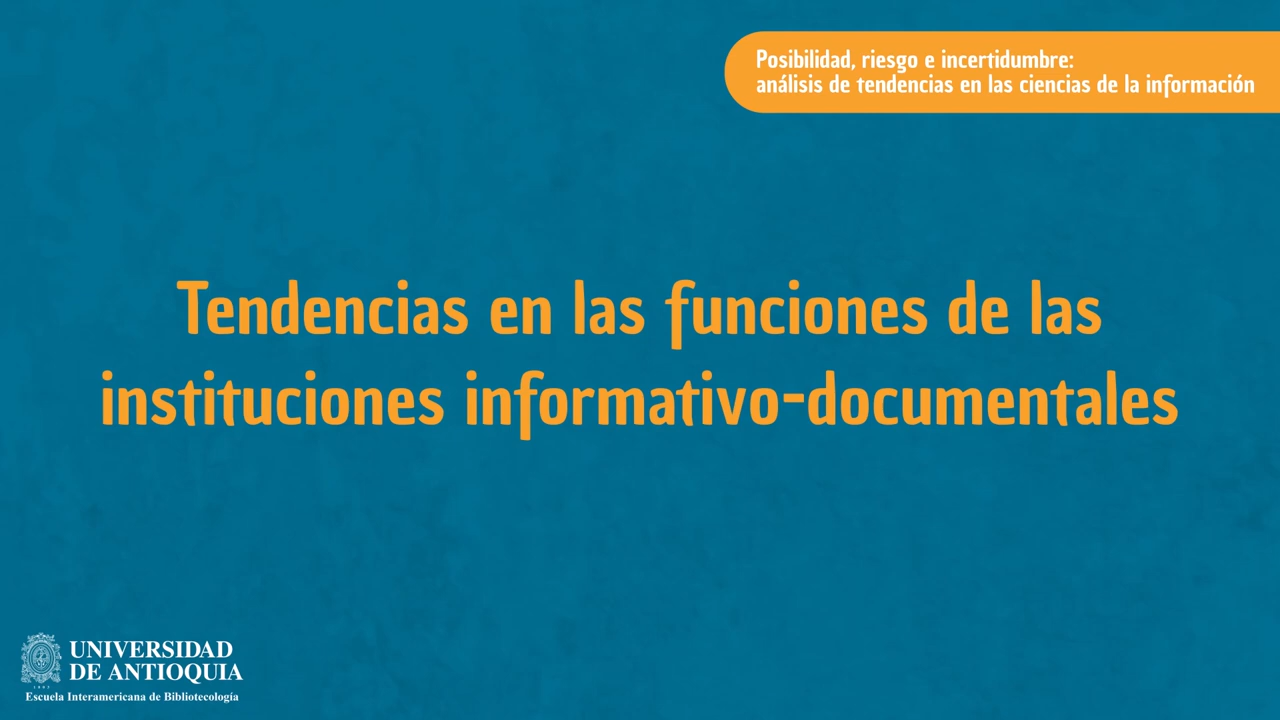 Posibilidad, riesgo e incertidumbre:
análisis de tendencias en las ciencias de la información
Tendencias en las funciones de las
instituciones informativo-documentales
UNIVERSIDAD
DE ANTIOQUIA
1803
Escuela Interamericana de Bibliotecología